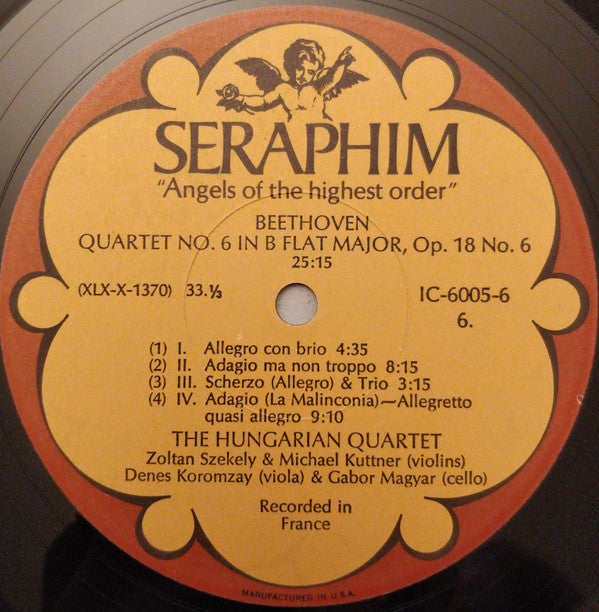 SERAPHIM
"Angels of the highest order"
BEETHOVEN
QUARTET NO. 6 IN B FLAT MAJOR, Op. 18 No. 6
25:15
(XLX-X-1370) 33.⅓ IC-6005-6
6.
(1) I. Allegro con brio 4:35
(2) II. Adagio ma non troppo 8:15
(3) III. Scherzo (Allegro) & Trio 3:15
(4) IV. Adagio (La Malinconia)—Allegretto
quasi allegro 9:10
THE HUNGARIAN QUARTET
Zoltan Szekely & Michael Kuttner (violins)
Denes Koromzay (viola) & Gabor Magyar (cello)
Recorded in
France
MANUFACTURED IN U.S.A.